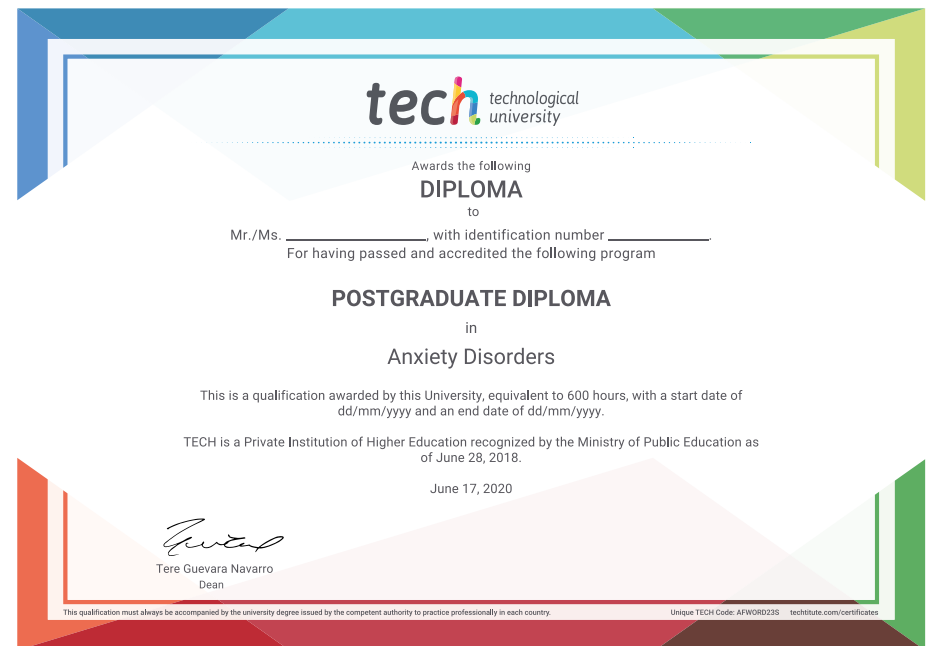 tech technological
university
Awards the following
DIPLOMA
to
Mr./Ms. ____________________, with identification number ______________.
For having passed and accredited the following program
POSTGRADUATE DIPLOMA
in
Anxiety Disorders
This is a qualification awarded by this University, equivalent to 600 hours, with a start date of
dd/mm/yyyy and an end date of dd/mm/yyyy.
TECH is a Private Institution of Higher Education recognized by the Ministry of Public Education as
of June 28, 2018.
June 17, 2020
Tere Guevara Navarro
Dean
This qualification must always be accompanied by the university degree issued by the competent authority to practice professionally in each country.
Unique TECH Code: AFWORD23S techtitute.com/certificates